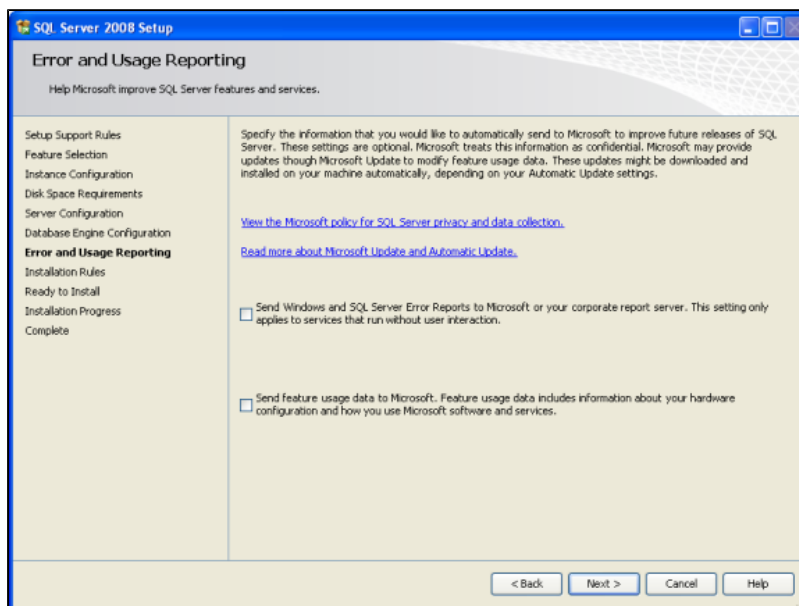 SQL Server 2008 Setup
Error and Usage Reporting
Help Microsoft improve SQL Server features and services.
Setup Support Rules
Feature Selection
Instance Configuration
Disk Space Requirements
Server Configuration
Database Engine Configuration
Error and Usage Reporting
Installation Rules
Ready to Install
Installation Progress
Complete
Specify the information that you would like to automatically send to Microsoft to improve future releases of SQL
Server. These settings are optional. Microsoft treats this information as confidential. Microsoft may provide
updates though Microsoft Update to modify feature usage data. These updates might be downloaded and
installed on your machine automatically, depending on your Automatic Update settings.
View the Microsoft policy for SQL Server privacy and data collection.
Read more about Microsoft Update and Automatic Update.
Send Windows and SQL Server Error Reports to Microsoft or your corporate report server. This setting only
applies to services that run without user interaction.
Send feature usage data to Microsoft. Feature usage data includes information about your hardware
configuration and how you use Microsoft software and services.
< Back
Next >
Cancel
Help